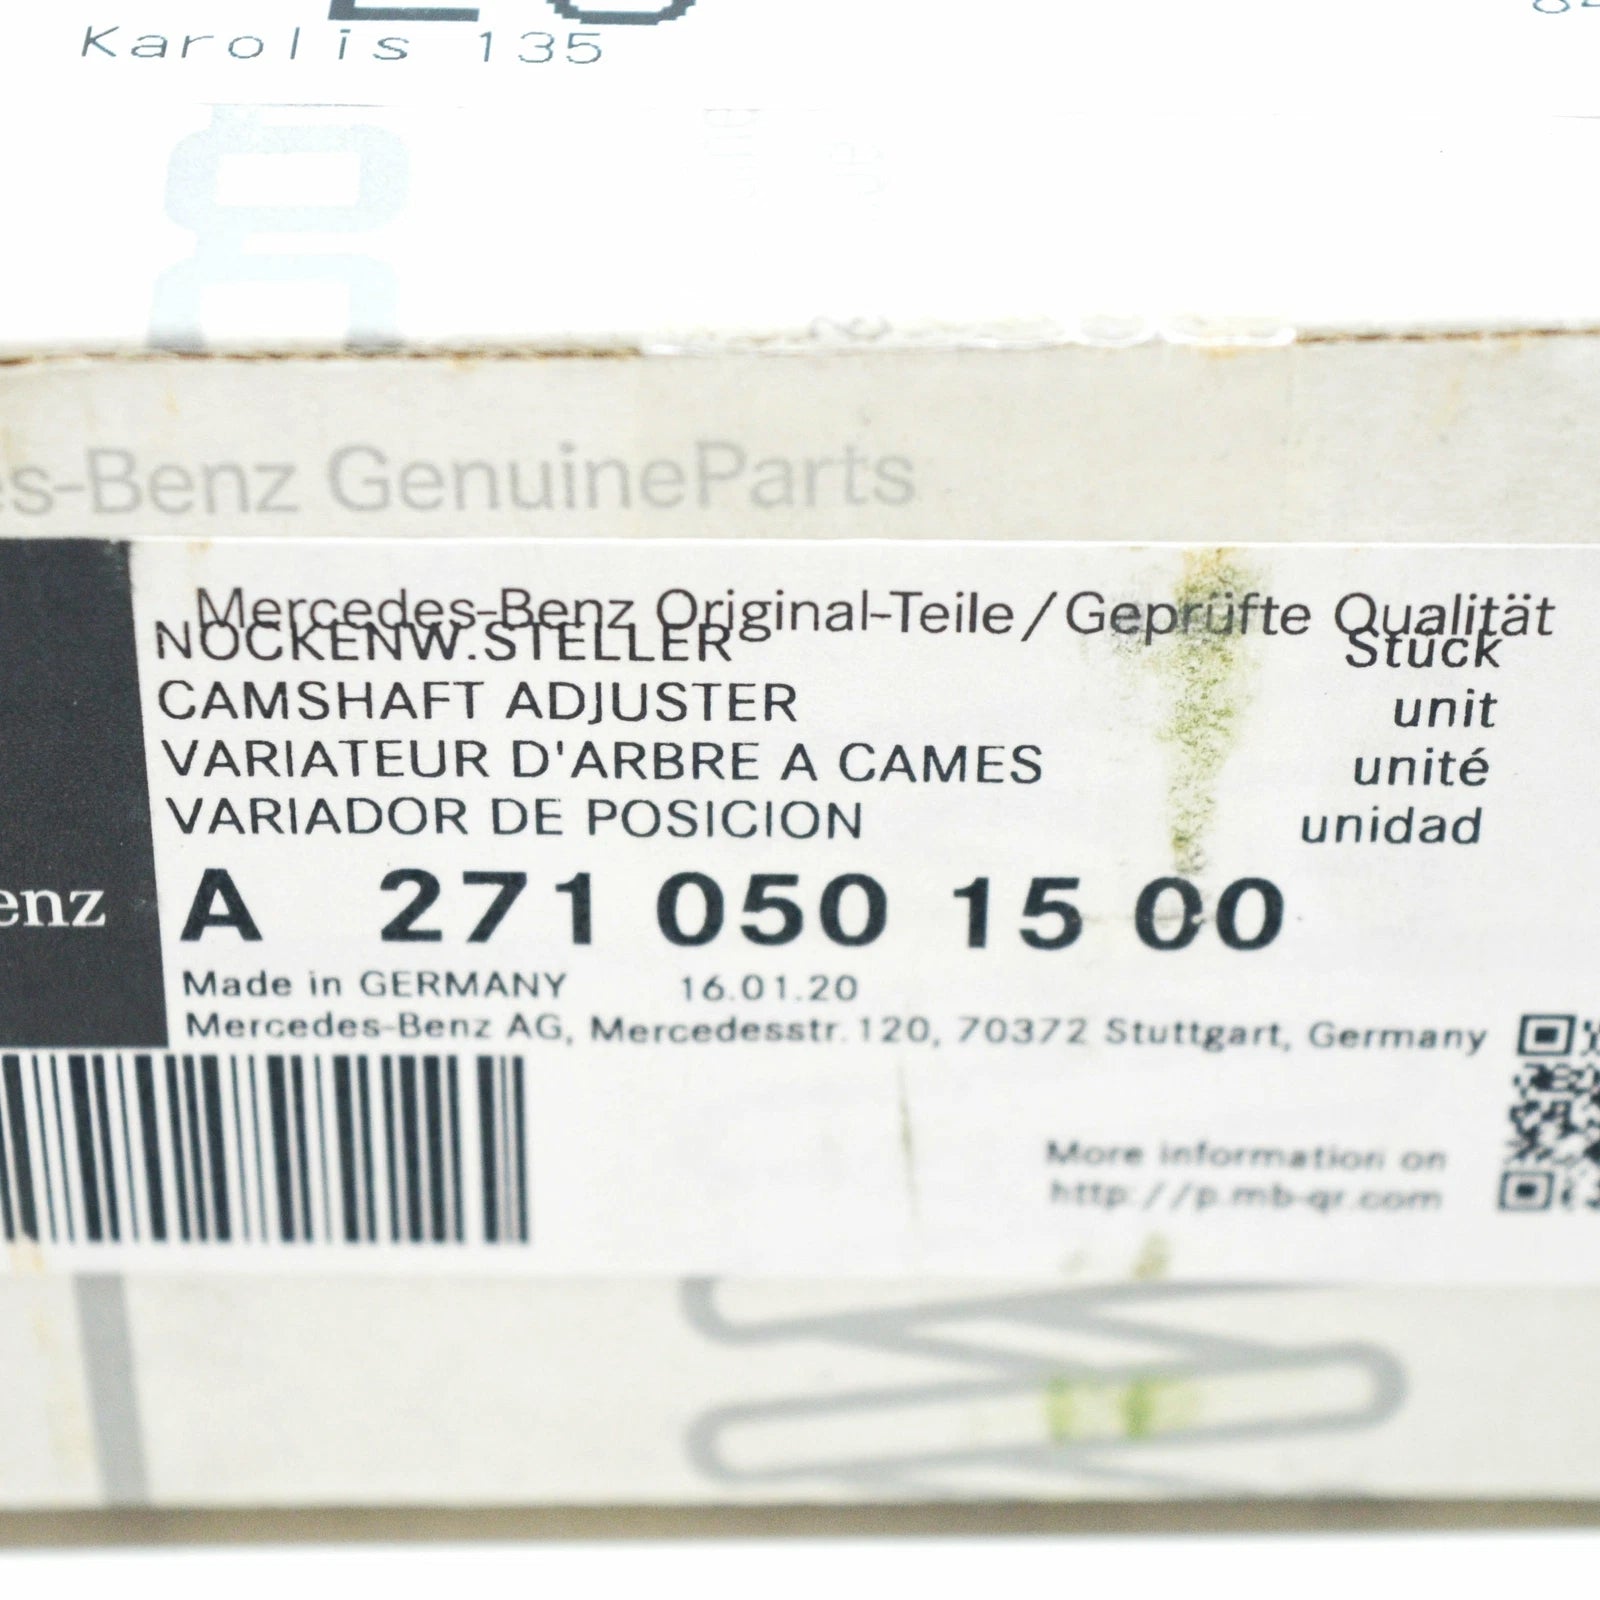 Karolis 135
es-Benz GenuineParts
Mercedes-Benz Original-Teile/Geprüfte Qualität
NOCKENW.STELLER Stück
CAMSHAFT ADJUSTER unit
VARIATEUR D'ARBRE A CAMES unité
VARIADOR DE POSICION unidad
enz
A 271 050 15 00
Made in GERMANY 16.01.20
Mercedes-Benz AG, Mercedesstr. 120, 70372 Stuttgart, Germany
More information on
http://p.mb-qr.com